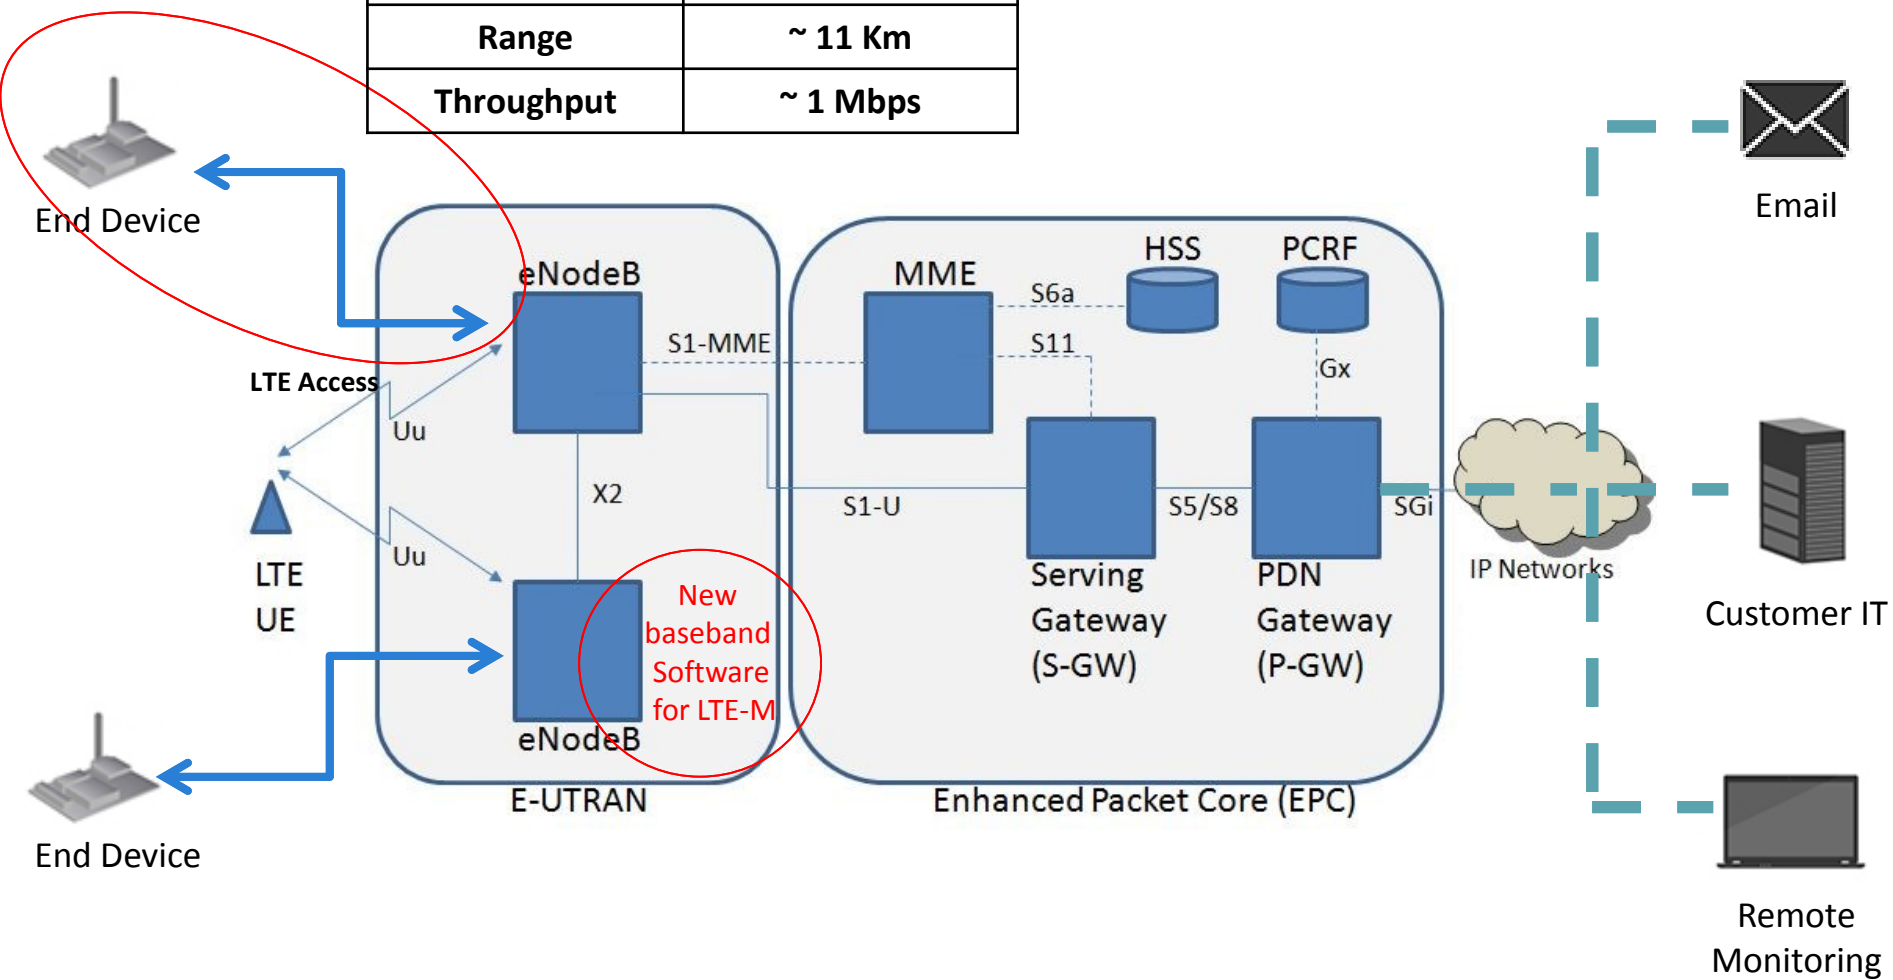 Range ~ 11 Km
Throughput ~ 1 Mbps
End Device
Email
eNodeB
MME
HSS
PCRF
S6a
S1-MME
S11
Gx
LTE Access
Uu
X2
S1-U
S5/S8
SGi
Uu
LTE
UE
IP Networks
Serving
Gateway
(S-GW)
PDN
Gateway
(P-GW)
Customer IT
New
baseband
Software
for LTE-M
eNodeB
E-UTRAN
Enhanced Packet Core (EPC)
End Device
Remote
Monitoring